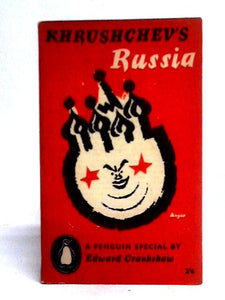 KHRUSHCHEV'S
Russia
A PENGUIN SPECIAL BY
Edward Crankshaw